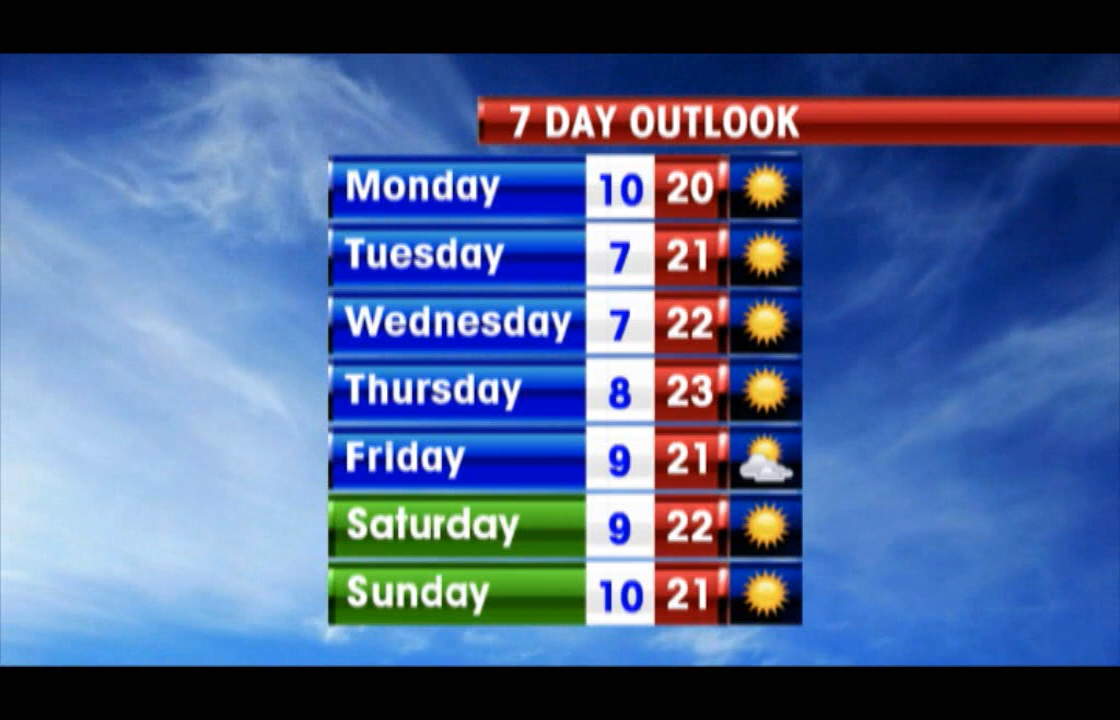 7 DAY OUTLOOK
Monday 10 20
Tuesday 7 21
Wednesday 7 22
Thursday 8 23
Friday 9 21
Saturday 9 22
Sunday 10 21